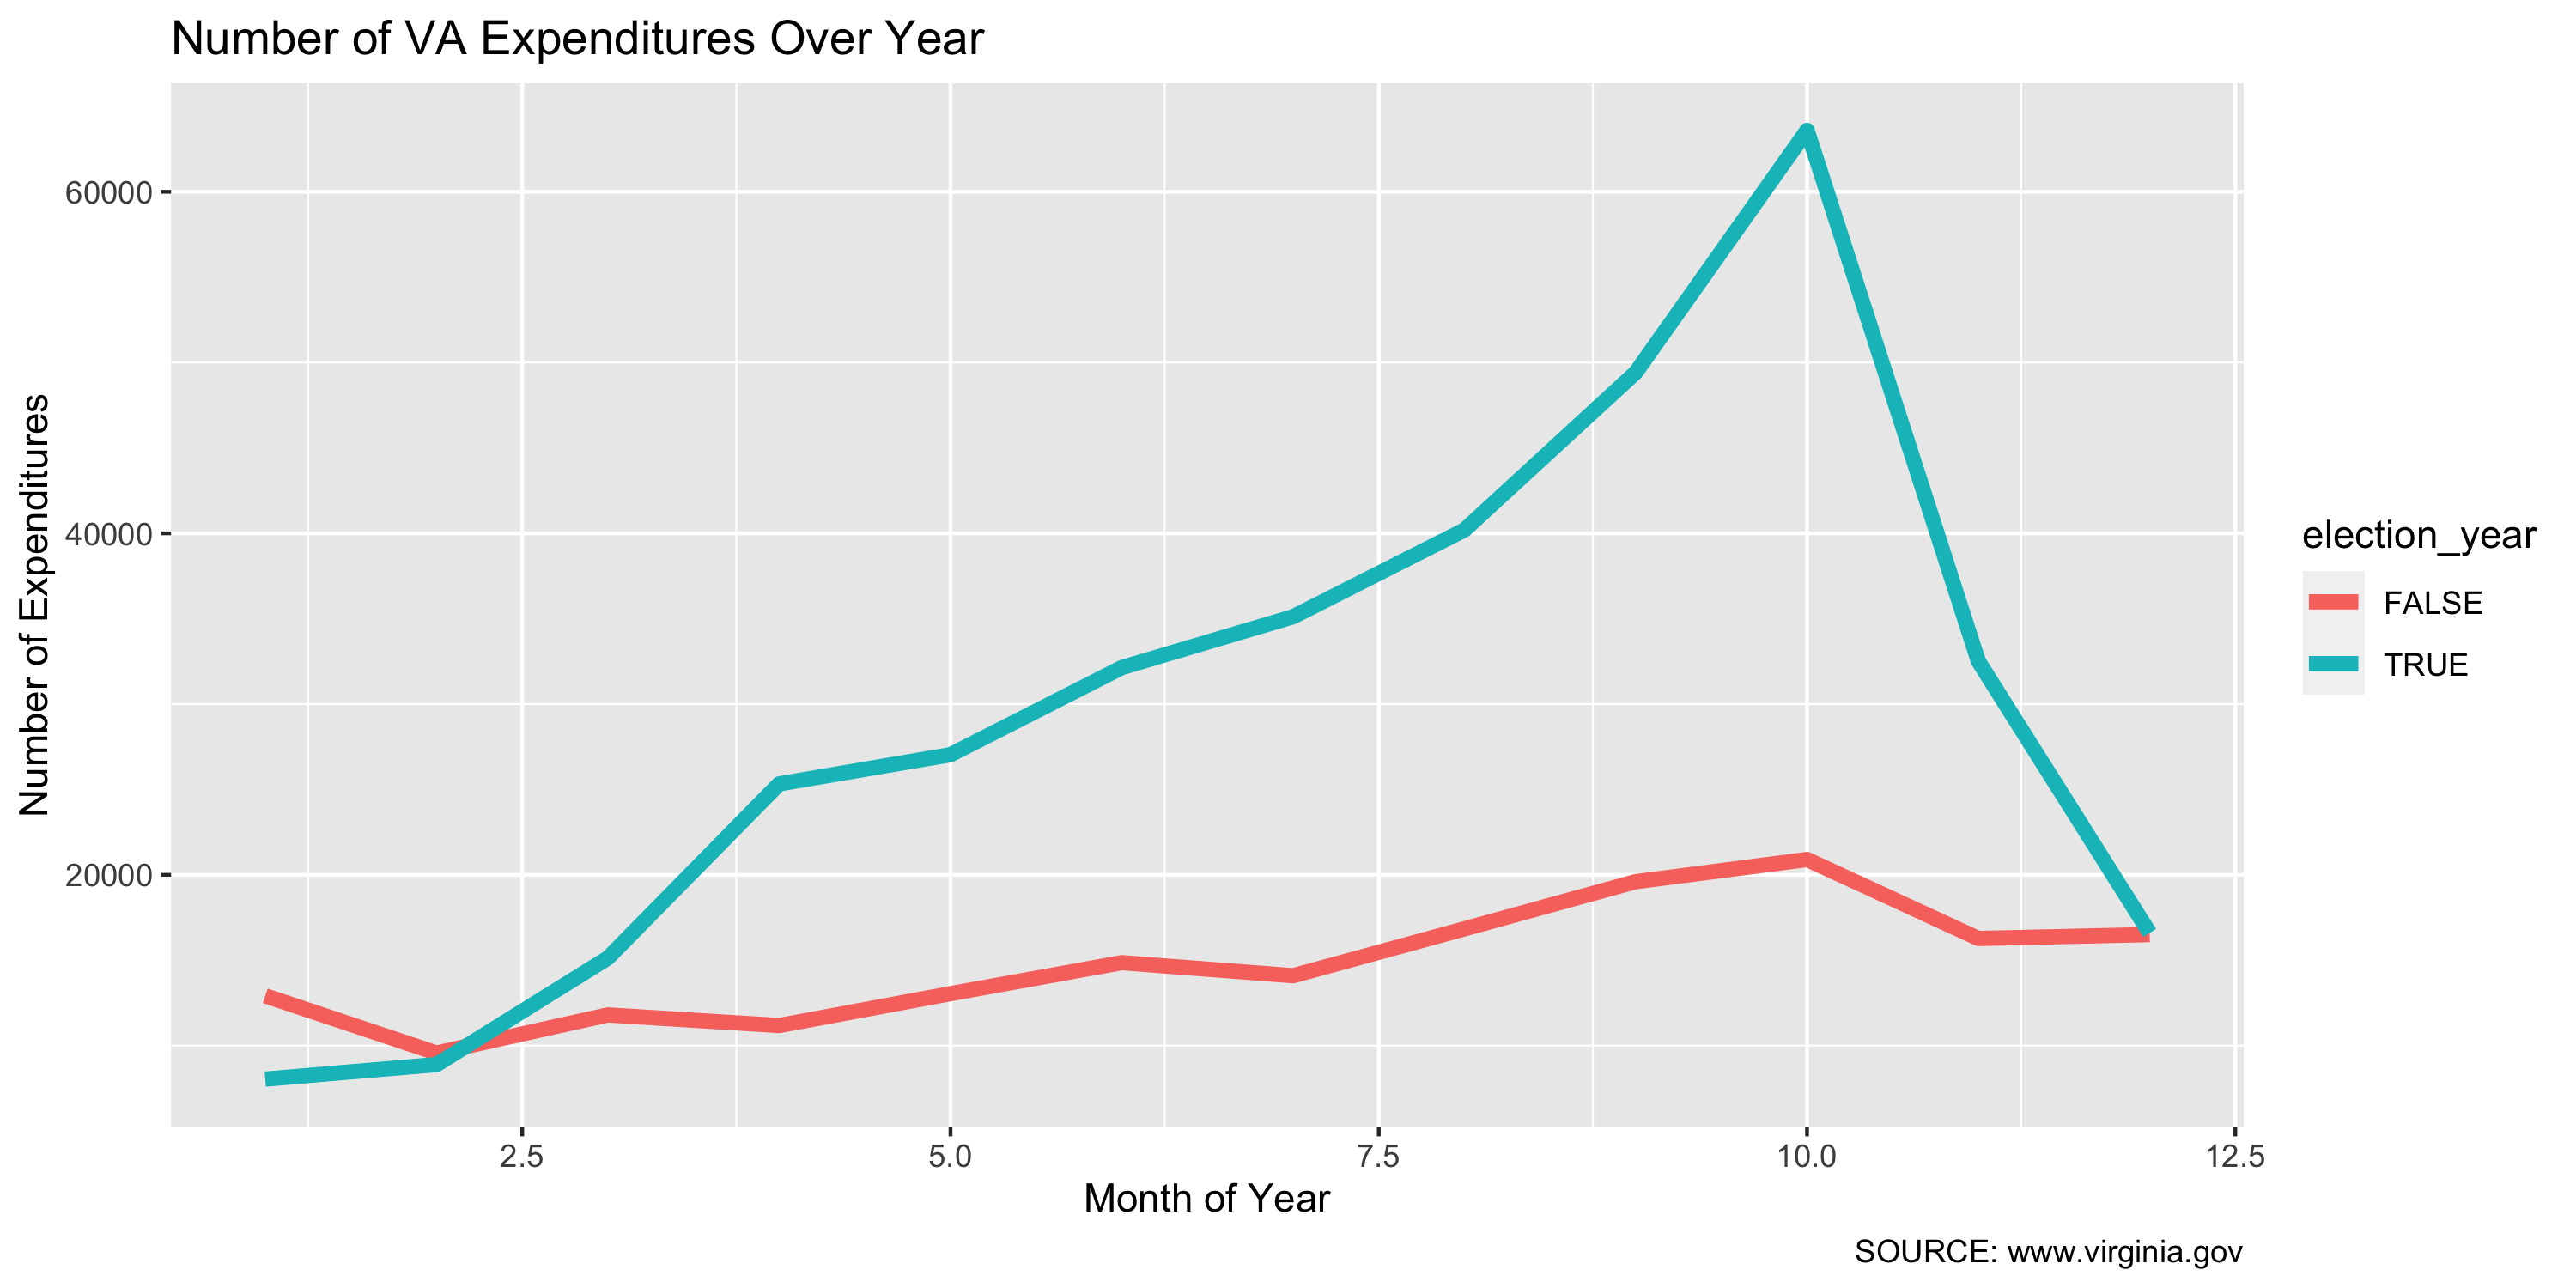 Number of VA Expenditures Over Year
Number of Expenditures
60000
40000
20000
2.5
5.0
7.5
10.0
12.5
Month of Year
election_year
FALSE
TRUE
SOURCE: www.virginia.gov